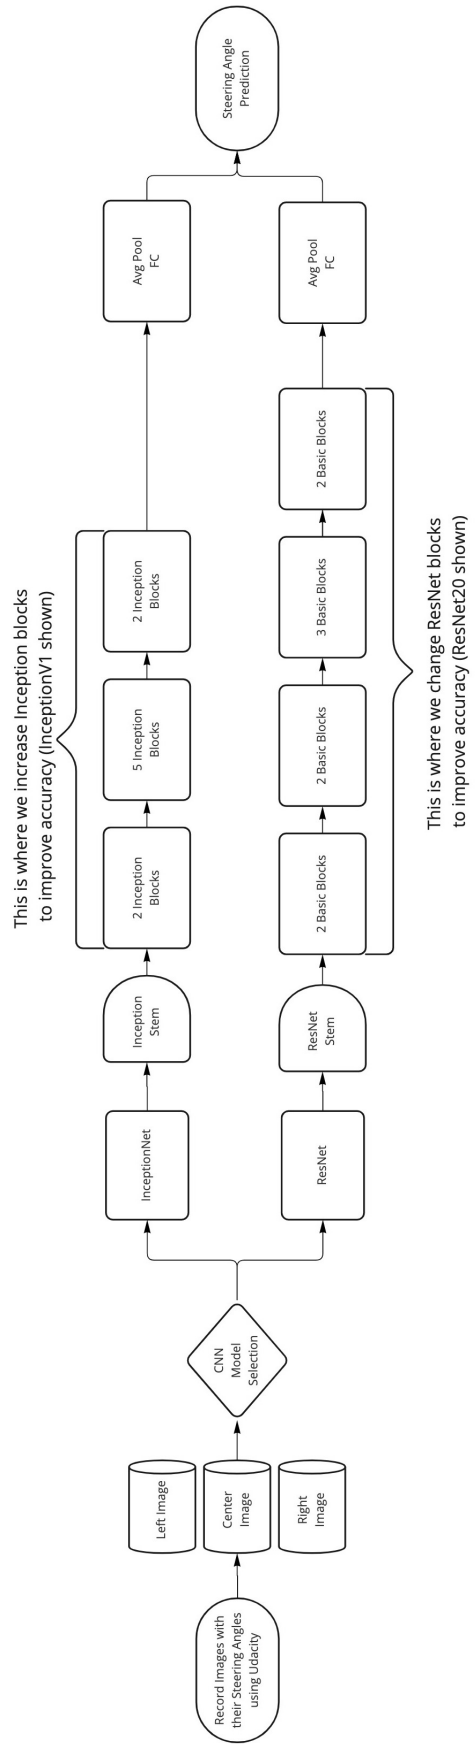 Record Images with
their Steering Angles
using Udacity
Left Image
Center
Image
Right
Image
CNN
Model
Selection
This is where we increase Inception blocks
to improve accuracy (InceptionV1 shown)
InceptionNet
Inception
Stem
2 Inception
Blocks
5 Inception
Blocks
2 Inception
Blocks
Avg Pool
FC
ResNet
ResNet
Stem
2 Basic Blocks
2 Basic Blocks
3 Basic Blocks
2 Basic Blocks
Avg Pool
FC
This is where we change ResNet blocks
to improve accuracy (ResNet20 shown)
Steering Angle
Prediction